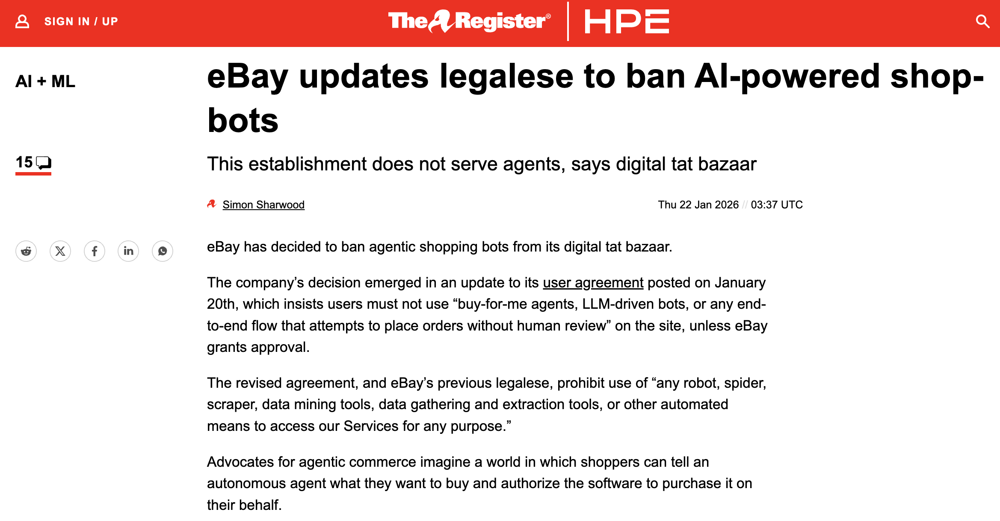 SIGN IN / UP
The Register®
HPE
AI + ML
eBay updates legalese to ban AI-powered shop-
bots
15
This establishment does not serve agents, says digital tat bazaar
Simon Sharwood
Thu 22 Jan 2026 // 03:37 UTC
eBay has decided to ban agentic shopping bots from its digital tat bazaar.
The company’s decision emerged in an update to its user agreement posted on January
20th, which insists users must not use “buy-for-me agents, LLM-driven bots, or any end-
to-end flow that attempts to place orders without human review” on the site, unless eBay
grants approval.
The revised agreement, and eBay’s previous legalese, prohibit use of “any robot, spider,
scraper, data mining tools, data gathering and extraction tools, or other automated
means to access our Services for any purpose.”
Advocates for agentic commerce imagine a world in which shoppers can tell an
autonomous agent what they want to buy and authorize the software to purchase it on
their behalf.